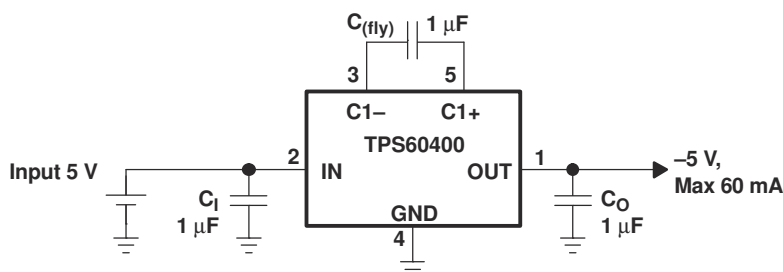 C(fly) 1 μF
3 5
C1– C1+
TPS60400
Input 5 V
2 IN OUT 1
–5 V,
Max 60 mA
CI
1 μF
GND
4
CO
1 μF